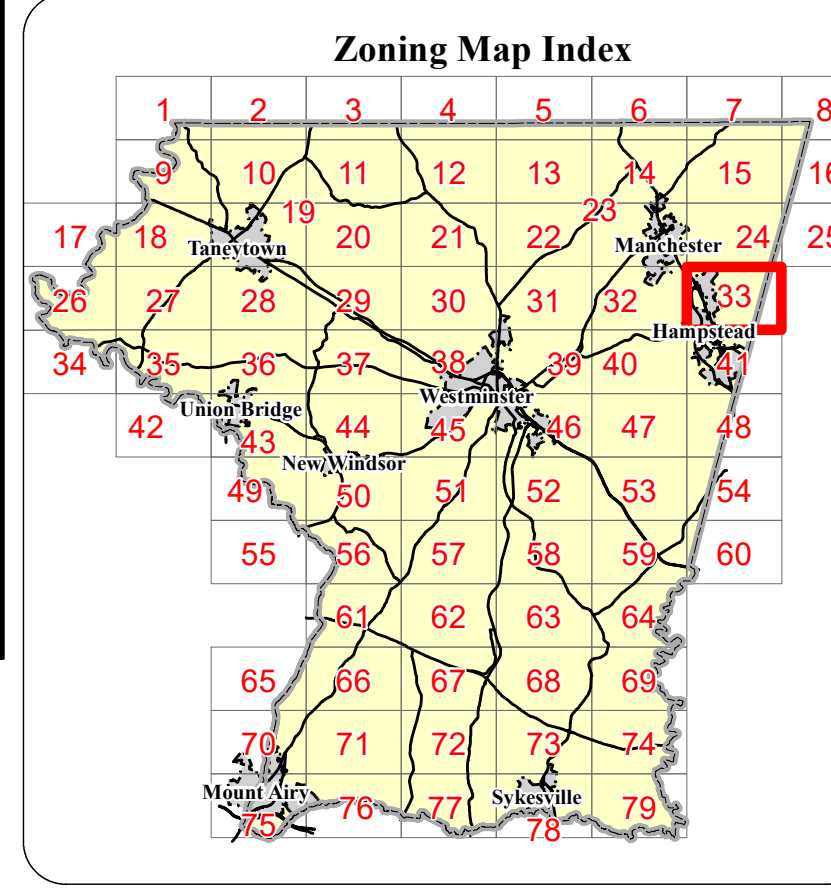 Zoning Map Index
1 2 3 4 5 6 7 8
9 10 11 12 13 14 15
17 18 19 20 21 22 23 24
Taneytown
Manchester
26 27 28 29 30 31 32 33
Hampstead
34 35 36 37 38 39 40 41
Westminster
Union Bridge
42 43 44 45 46 47 48
New Windsor
49 50 51 52 53 54
55 56 57 58 59 60
61 62 63 64
65 66 67 68 69
70 71 72 73 74
Mount Airy
Sykesville
75 76 77 78 79